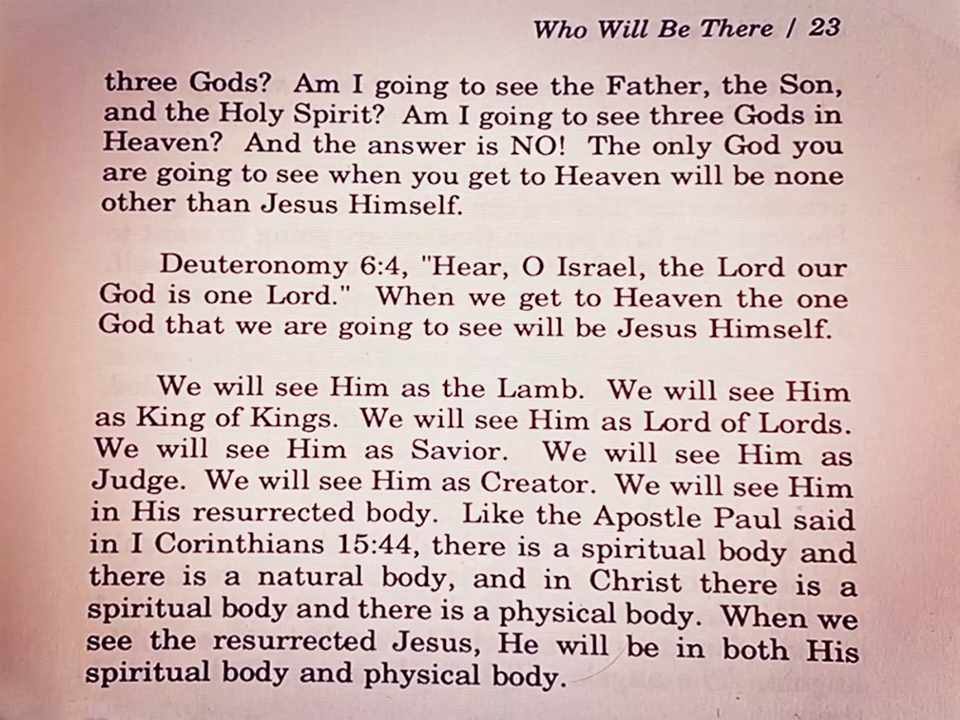 Who Will Be There / 23
three Gods? Am I going to see the Father, the Son,
and the Holy Spirit? Am I going to see three Gods in
Heaven? And the answer is NO! The only God you
are going to see when you get to Heaven will be none
other than Jesus Himself.
Deuteronomy 6:4, "Hear, O Israel, the Lord our
God is one Lord." When we get to Heaven the one
God that we are going to see will be Jesus Himself.
We will see Him as the Lamb. We will see Him
as King of Kings. We will see Him as Lord of Lords.
We will see Him as Savior. We will see Him as
Judge. We will see Him as Creator. We will see Him
in His resurrected body. Like the Apostle Paul said
in I Corinthians 15:44, there is a spiritual body and
there is a natural body, and in Christ there is a
spiritual body and there is a physical body. When we
see the resurrected Jesus, He will be in both His
spiritual body and physical body.